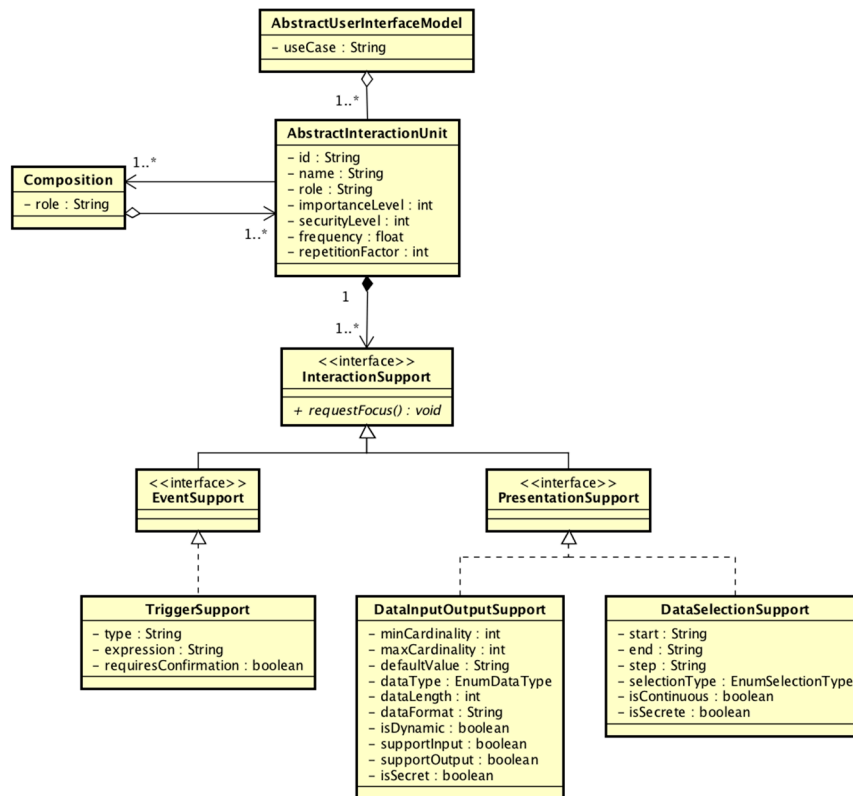 AbstractUserInterfaceModel
- useCase : String
1..*
AbstractInteractionUnit
- id : String
- name : String
- role : String
- importanceLevel : int
- securityLevel : int
- frequency : float
- repetitionFactor : int
1..*
Composition
- role : String
1..*
1
1..*
<<interface>>
InteractionSupport
+ requestFocus() : void
<<interface>>
EventSupport
<<interface>>
PresentationSupport
TriggerSupport
- type : String
- expression : String
- requiresConfirmation : boolean
DataInputOutputSupport
- minCardinality : int
- maxCardinality : int
- defaultValue : String
- dataType : EnumDataType
- dataLength : int
- dataFormat : String
- isDynamic : boolean
- supportInput : boolean
- supportOutput : boolean
- isSecret : boolean
DataSelectionSupport
- start : String
- end : String
- step : String
- selectionType : EnumSelectionType
- isContinuous : boolean
- isSecrete : boolean